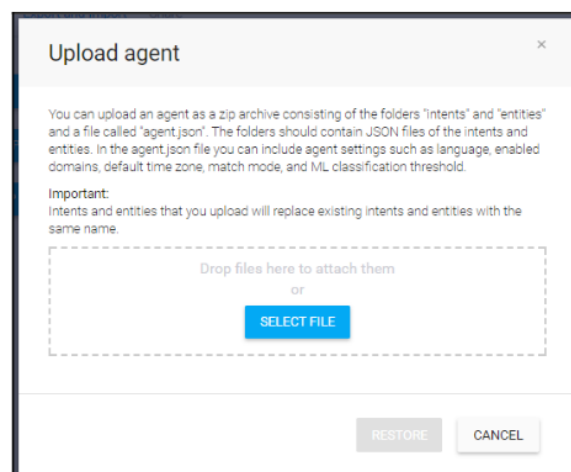 Export and Import
Upload agent
×
You can upload an agent as a zip archive consisting of the folders "intents" and "entities"
and a file called "agent.json". The folders should contain JSON files of the intents and
entities. In the agent.json file you can include agent settings such as language, enabled
domains, default time zone, match mode, and ML classification threshold.
Important:
Intents and entities that you upload will replace existing intents and entities with the
same name.
Drop files here to attach them
or
SELECT FILE
RESTORE CANCEL